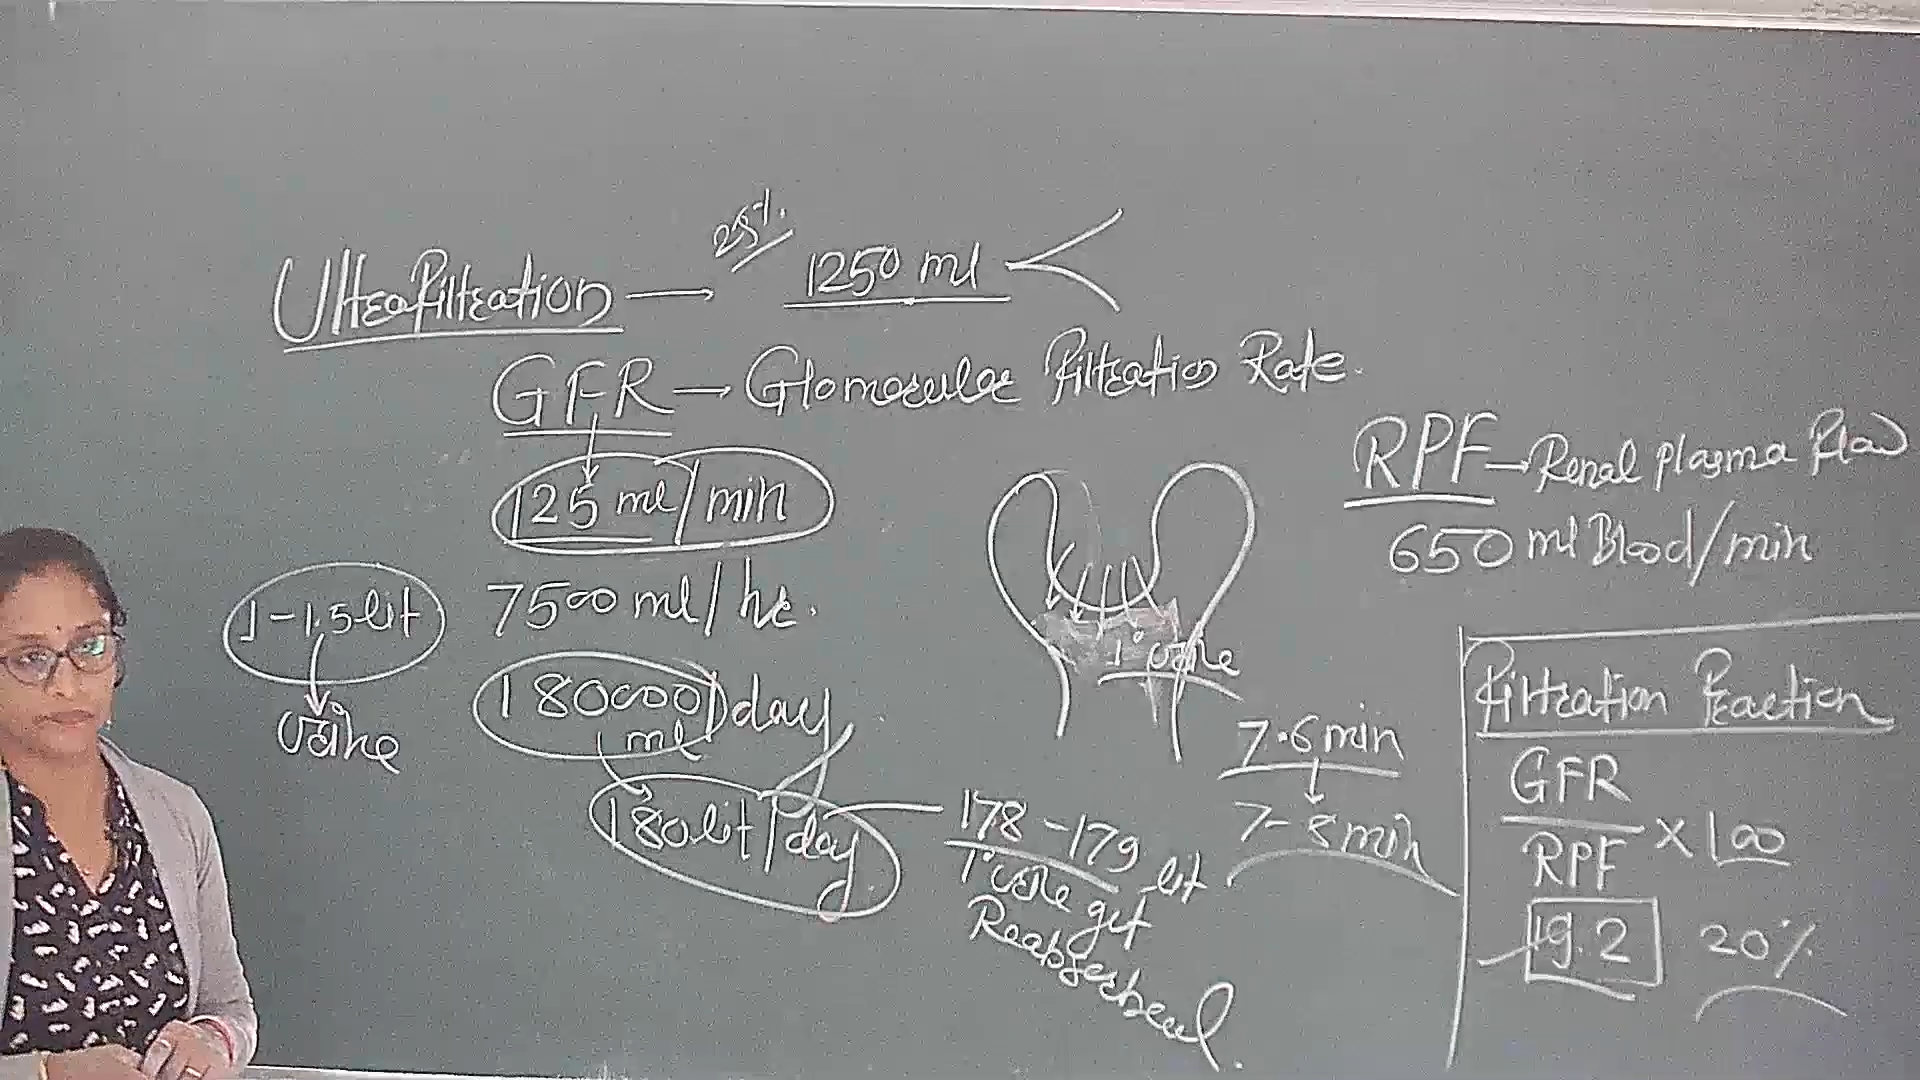 Ultrafiltration → 25% 1250 ml
GFR → Glomorular Filtration Rate.
125 ml/min
7500 ml/hr.
180000 ml/day
180 lit/day
1-1.5 lit
Urine
178-179 lit
1° urine get
Reabsorbed.
1° urine
7.6 min
7-8 min
RPF → Renal plasma Flow
650 ml Blood/min
Filtration Fraction
GFR
RPF × 100
19.2 20%